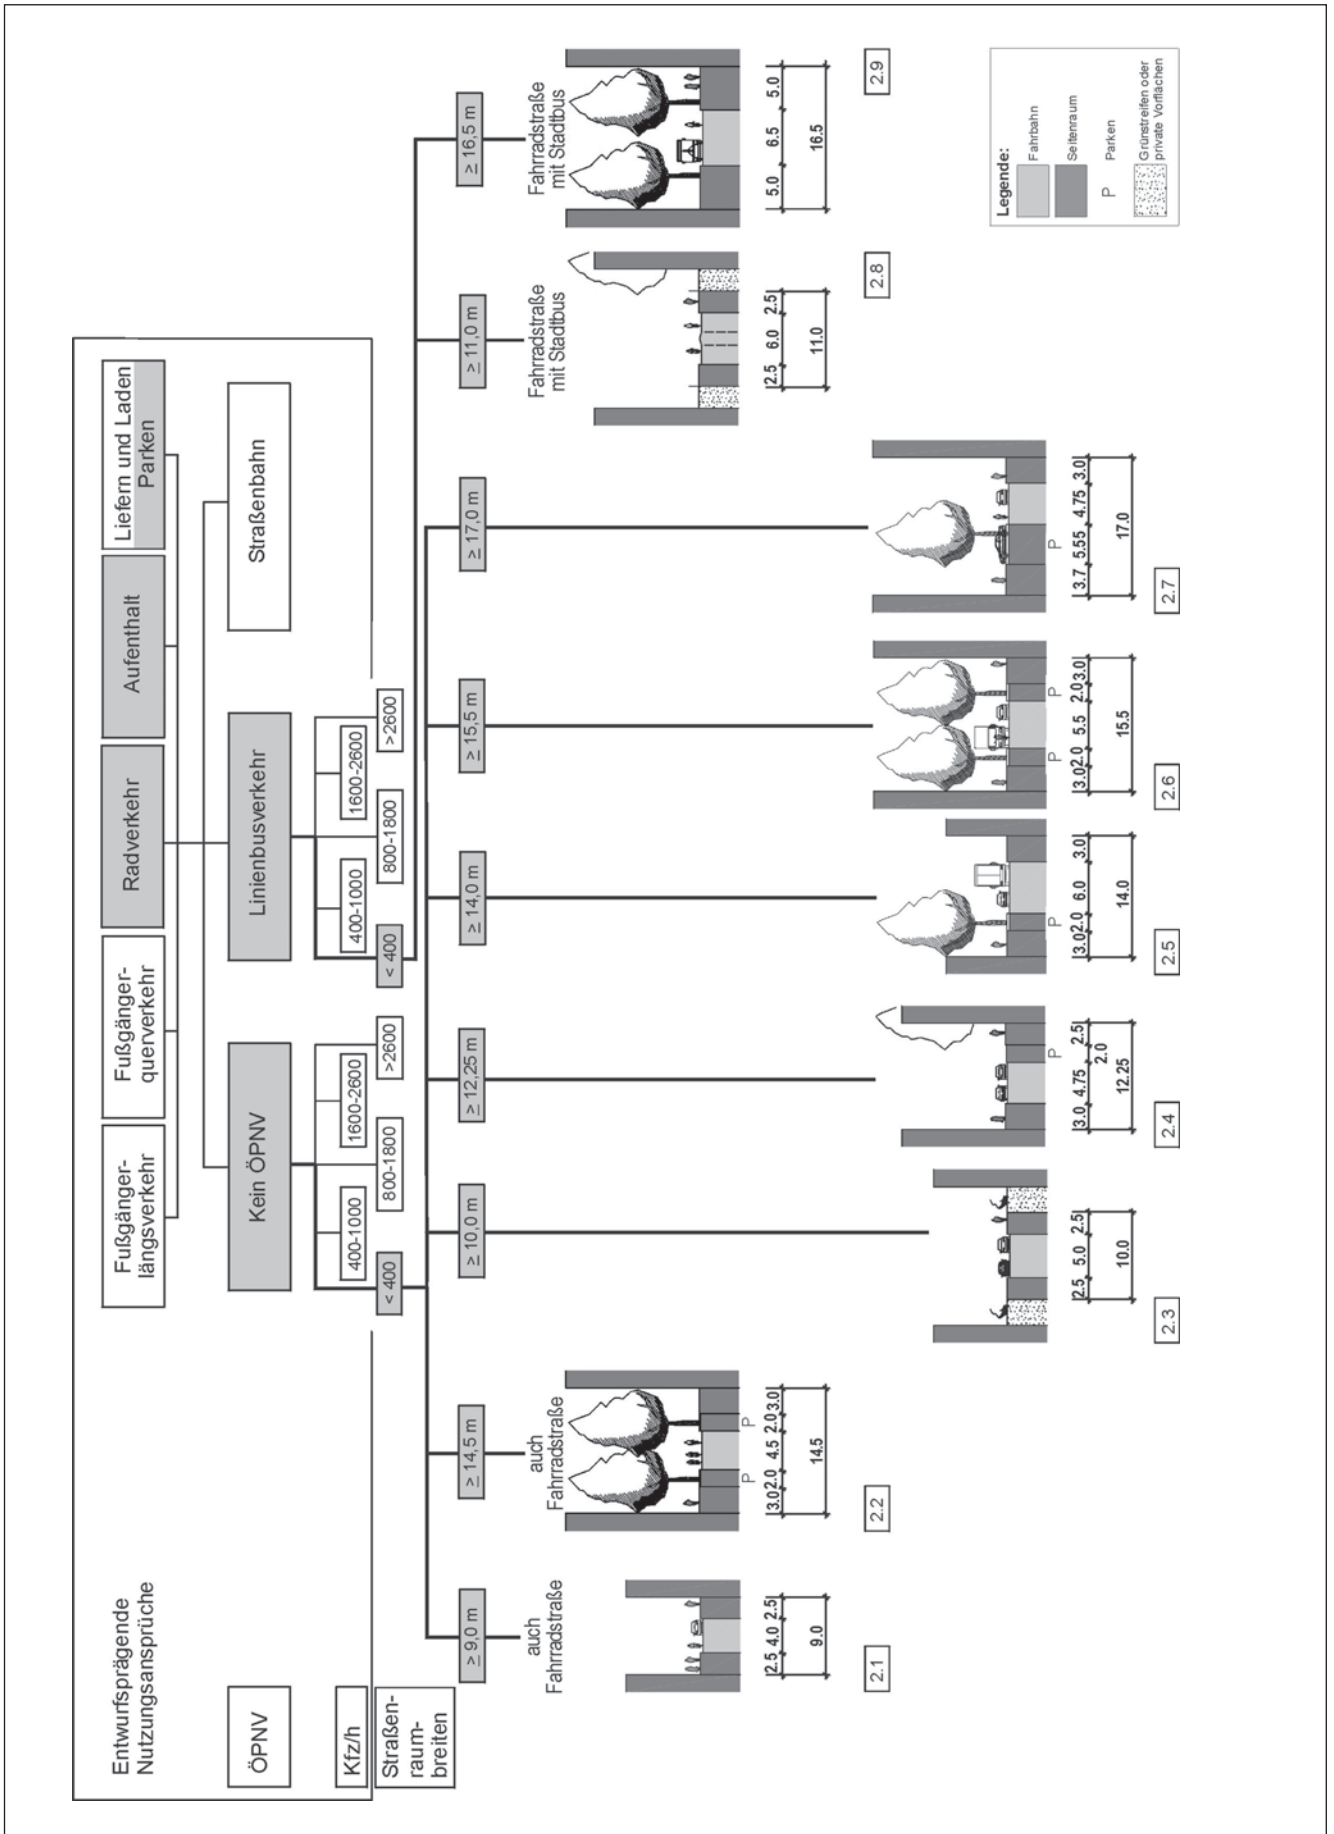 Entwurfsprägende
Nutzungsansprüche
Fußgänger-
längsverkehr
Fußgänger-
querverkehr
Radverkehr
Aufenthalt
Liefern und Laden
Parken
ÖPNV
Kein ÖPNV
Linienbusverkehr
Straßenbahn
Kfz/h
< 400
400-1000
800-1800
1600-2600
>2600
< 400
400-1000
800-1800
1600-2600
>2600
Straßen-
raum-
breiten
≥ 9,0 m
≥ 14,5 m
≥ 10,0 m
≥ 12,25 m
≥ 14,0 m
≥ 15,5 m
≥ 17,0 m
≥ 11,0 m
≥ 16,5 m
auch
Fahrradstraße
2.5 4.0 2.5
9.0
2.1
auch
Fahrradstraße
P P
3.0 2.0 4.5 2.0 3.0
14.5
2.2
2.5 5.0 2.5
10.0
2.3
P
3.0 4.75 2.5
2.0
12.25
2.4
P
3.0 2.0 6.0 3.0
14.0
2.5
P P
3.0 2.0 5.5 2.0 3.0
15.5
2.6
P
3.7 5.55 4.75 3.0
17.0
2.7
Fahrradstraße
mit Stadtbus
2.5 6.0 2.5
11.0
2.8
Fahrradstraße
mit Stadtbus
5.0 6.5 5.0
16.5
2.9
Legende:
Fahrbahn
Seitenraum
P Parken
Grünstreifen oder
private Vorflächen